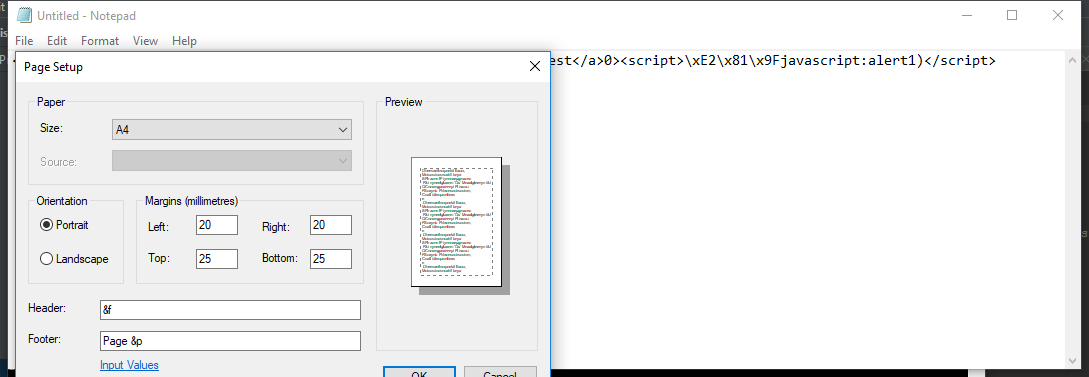 Untitled - Notepad
File Edit Format View Help
est</a>0><script>\xE2\x81\x9Fjavascript:alert1)</script>
Page Setup
Paper
Size:
A4
Source:
Preview
Orientation
Portrait
Landscape
Margins (millimetres)
Left:
20
Right:
20
Top:
25
Bottom:
25
Header:
&f
Footer:
Page &p
Input Values
OK
Cancel